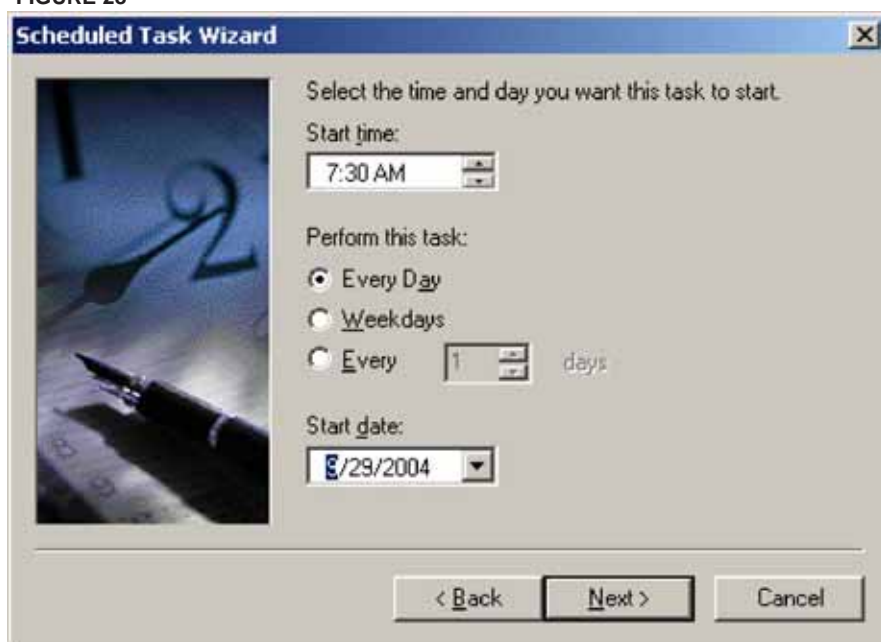 Scheduled Task Wizard
Select the time and day you want this task to start.
Start time:
7:30 AM
Perform this task:
Every Day
Weekdays
Every 1 days
Start date:
9/29/2004
< Back Next > Cancel